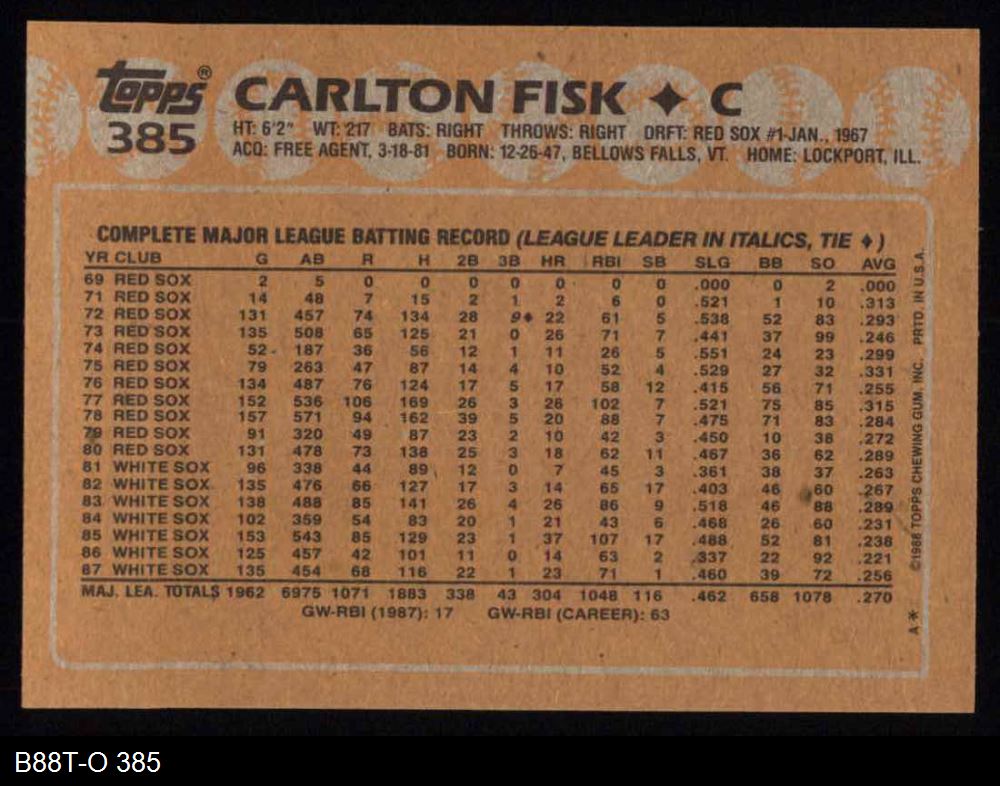 topps®
385
CARLTON FISK ✦ C
HT: 6'2" WT: 217 BATS: RIGHT THROWS: RIGHT DRFT: RED SOX #1-JAN., 1967
ACQ: FREE AGENT, 3-18-81 BORN: 12-26-47, BELLOWS FALLS, VT. HOME: LOCKPORT, ILL.
COMPLETE MAJOR LEAGUE BATTING RECORD (LEAGUE LEADER IN ITALICS, TIE ♦)
YR CLUB G AB R H 2B 3B HR RBI SB SLG BB SO AVG
69 RED SOX 2 5 0 0 0 0 0 0 0 .000 0 2 .000
71 RED SOX 14 48 7 15 2 1 2 6 0 .521 1 10 .313
72 RED SOX 131 457 74 134 28 9♦ 22 61 5 .538 52 83 .293
73 RED SOX 135 508 65 125 21 0 26 71 7 .441 37 99 .246
74 RED SOX 52 187 36 56 12 1 11 26 5 .551 24 23 .299
75 RED SOX 79 263 47 87 14 4 10 52 4 .529 27 32 .331
76 RED SOX 134 487 76 124 17 5 17 58 12 .415 56 71 .255
77 RED SOX 152 536 106 169 26 3 26 102 7 .521 75 85 .315
78 RED SOX 157 571 94 162 39 5 20 88 7 .475 71 83 .284
79 RED SOX 91 320 49 87 23 2 10 42 3 .450 10 38 .272
80 RED SOX 131 478 73 138 25 3 18 62 11 .467 36 62 .289
81 WHITE SOX 96 338 44 89 12 0 7 45 3 .361 38 37 .263
82 WHITE SOX 135 476 66 127 17 3 14 65 17 .403 46 60 .267
83 WHITE SOX 138 488 85 141 26 4 26 86 9 .518 46 88 .289
84 WHITE SOX 102 359 54 83 20 1 21 43 6 .468 26 60 .231
85 WHITE SOX 153 543 85 129 23 1 37 107 17 .488 52 81 .238
86 WHITE SOX 125 457 42 101 11 0 14 63 2 .337 22 92 .221
87 WHITE SOX 135 454 68 116 22 1 23 71 1 .460 39 72 .256
MAJ. LEA. TOTALS 1962 6975 1071 1883 338 43 304 1048 116 .462 658 1078 .270
GW-RBI (1987): 17 GW-RBI (CAREER): 63
A* ©1988 TOPPS CHEWING GUM, INC. PRTD. IN U.S.A.
B88T-O 385